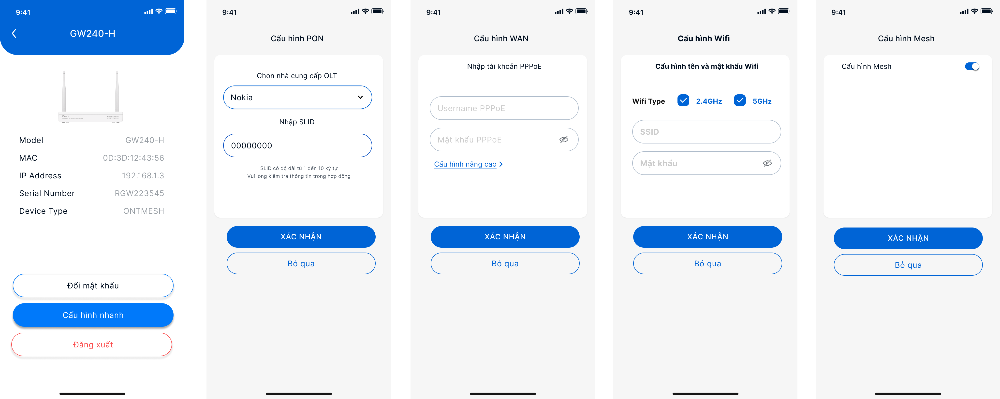 9:41
GW240-H
Model GW240-H
MAC 0D:3D:12:43:56
IP Address 192.168.1.3
Serial Number RGW223545
Device Type ONTMESH
Đổi mật khẩu
Cấu hình nhanh
Đăng xuất
9:41
Cấu hình PON
Chọn nhà cung cấp OLT
Nokia
Nhập SLID
00000000
SLID có độ dài từ 1 đến 10 ký tự
Vui lòng kiểm tra thông tin trong hợp đồng
XÁC NHẬN
Bỏ qua
9:41
Cấu hình WAN
Nhập tài khoản PPPoE
Username PPPoE
Mật khẩu PPPoE
Cấu hình nâng cao
XÁC NHẬN
Bỏ qua
9:41
Cấu hình Wifi
Cấu hình tên và mật khẩu Wifi
Wifi Type 2.4GHz 5GHz
SSID
Mật khẩu
XÁC NHẬN
Bỏ qua
9:41
Cấu hình Mesh
Cấu hình Mesh
XÁC NHẬN
Bỏ qua